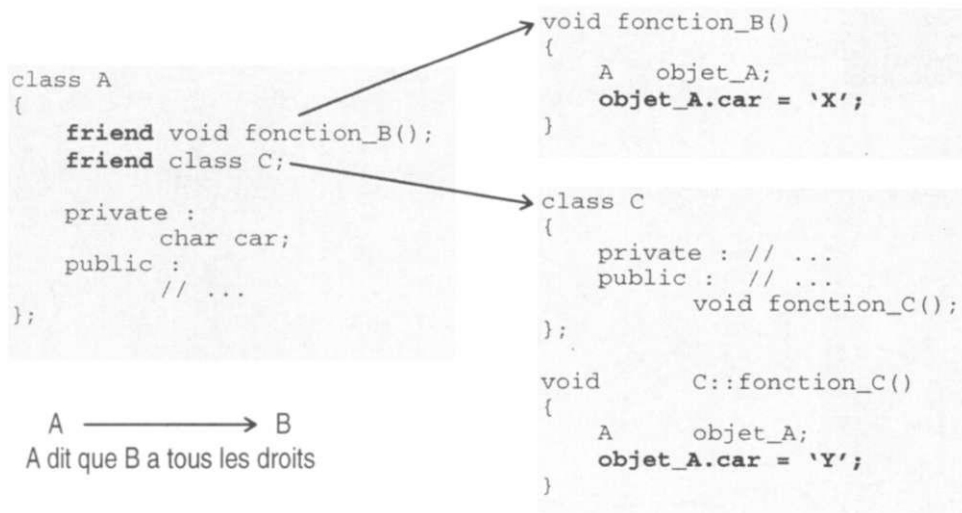 class A
{
friend void fonction_B();
friend class C;
private :
char car;
public :
// ...
};
A → B
A dit que B a tous les droits
void fonction_B()
{
A objet_A;
objet_A.car = ‘X’;
}
class C
{
private : // ...
public : // ...
void fonction_C();
};
void C::fonction_C()
{
A objet_A;
objet_A.car = ‘Y’;
}